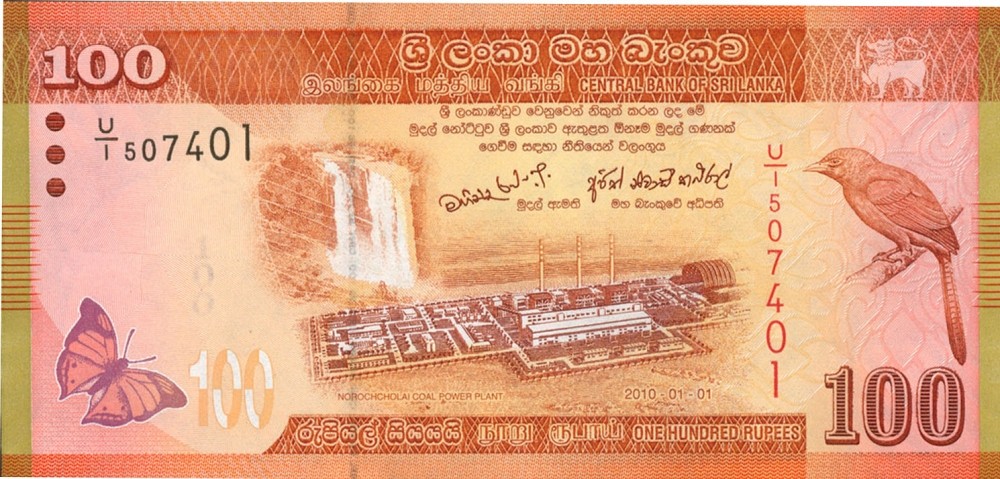 100
ශ්‍රී ලංකා මහ බැංකුව
இலங்கை மத்திய வங்கி CENTRAL BANK OF SRI LANKA
ශ්‍රී ලංකාණ්ඩුව වෙනුවෙන් නිකුත් කරන ලද මේ
මුදල් නෝට්ටුව ශ්‍රී ලංකාව ඇතුළත ඕනෑම මුදල් ගණනක්
ගෙවීම සඳහා නීතියෙන් වලංගුය
U/1 507401
මුදල් ඇමති
මහ බැංකුවේ අධිපති
U/1 507401
100
100
NOROCHCHOLAI COAL POWER PLANT
2010 - 01 - 01
100
රුපියල් සියයයි நூறு ரூபாய் ONE HUNDRED RUPEES